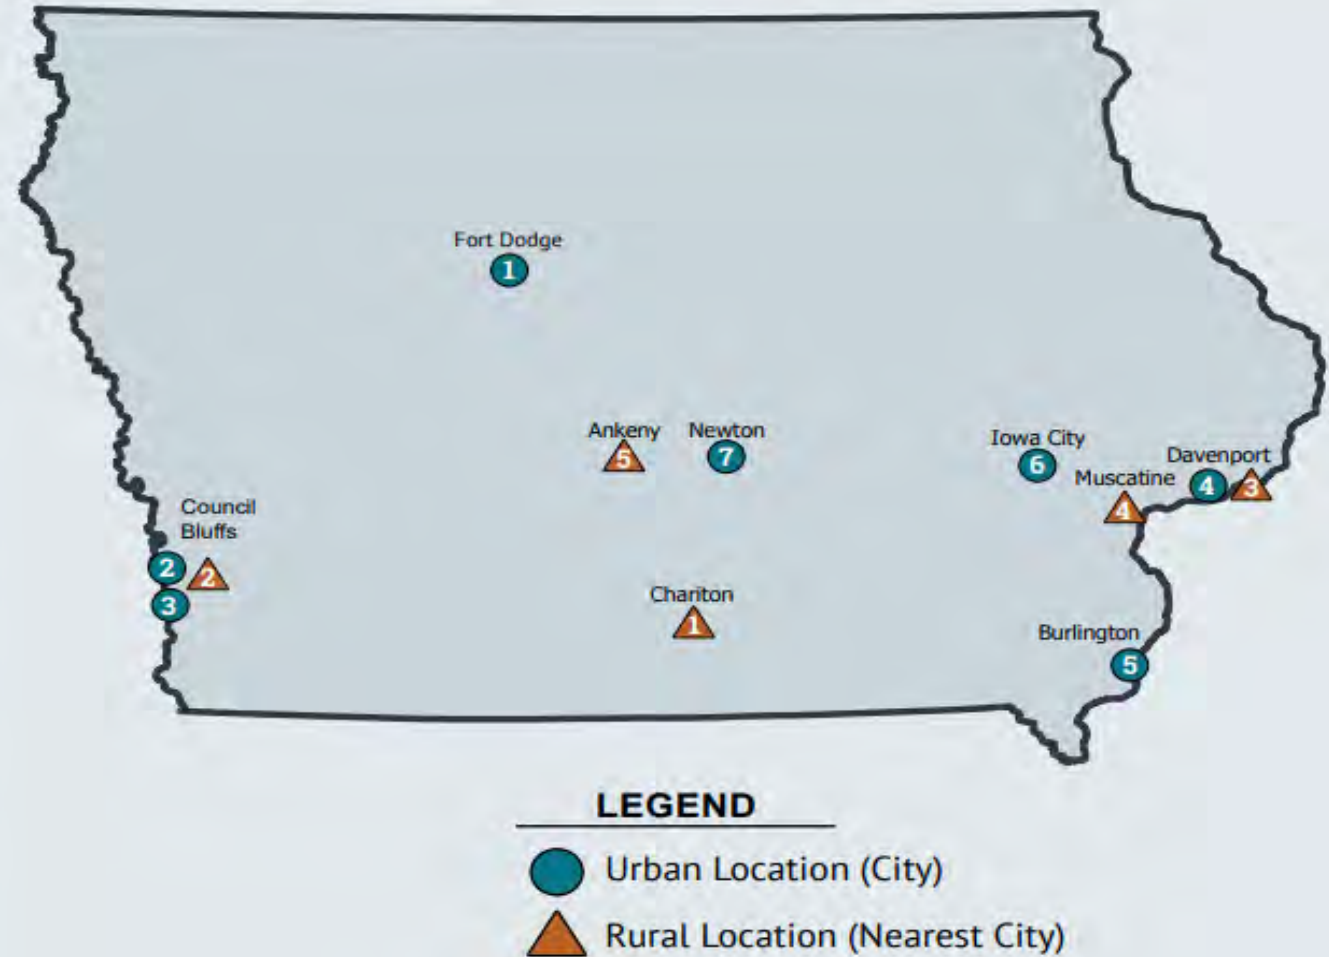 Fort Dodge
1
Ankeny
5
Newton
7
Iowa City
6
Muscatine
4
Davenport
4
3
Council
Bluffs
2
2
3
Chariton
1
Burlington
5
LEGEND
Urban Location (City)
Rural Location (Nearest City)